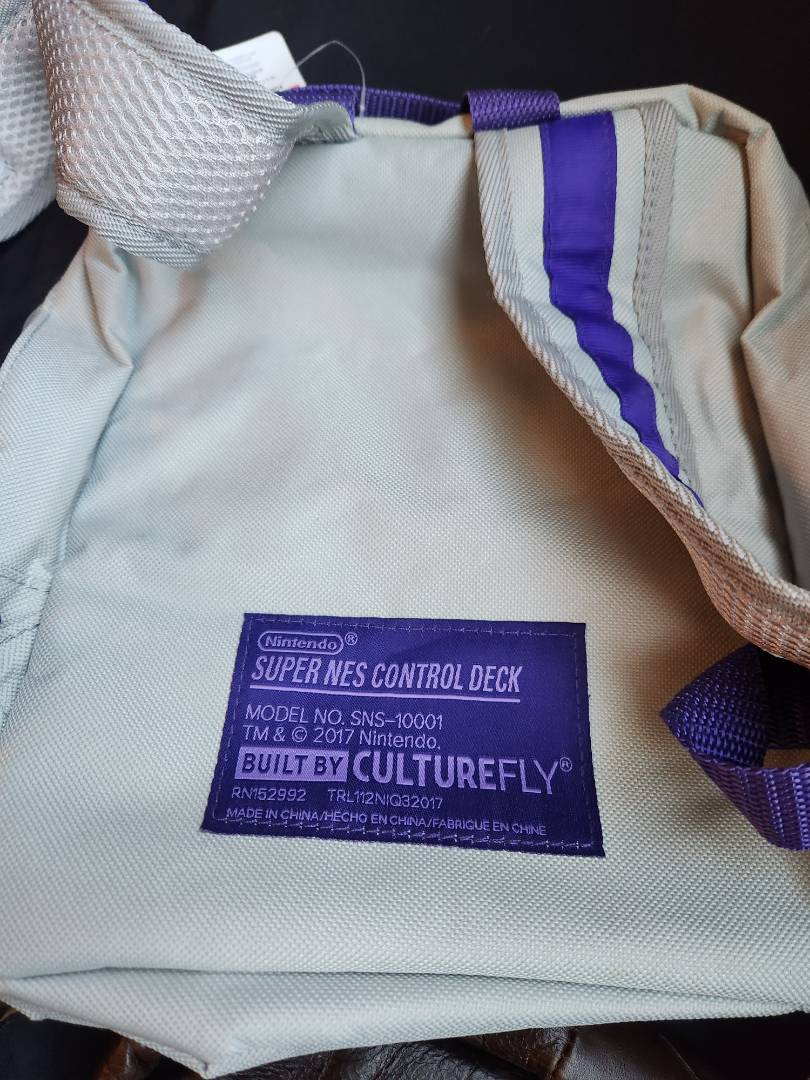 Nintendo®
SUPER NES CONTROL DECK
MODEL NO. SNS-10001
TM & © 2017 Nintendo.
BUILT BY CULTUREFLY®
RN152992 TRL112NIQ32017
MADE IN CHINA/HECHO EN CHINA/FABRIQUE EN CHINE